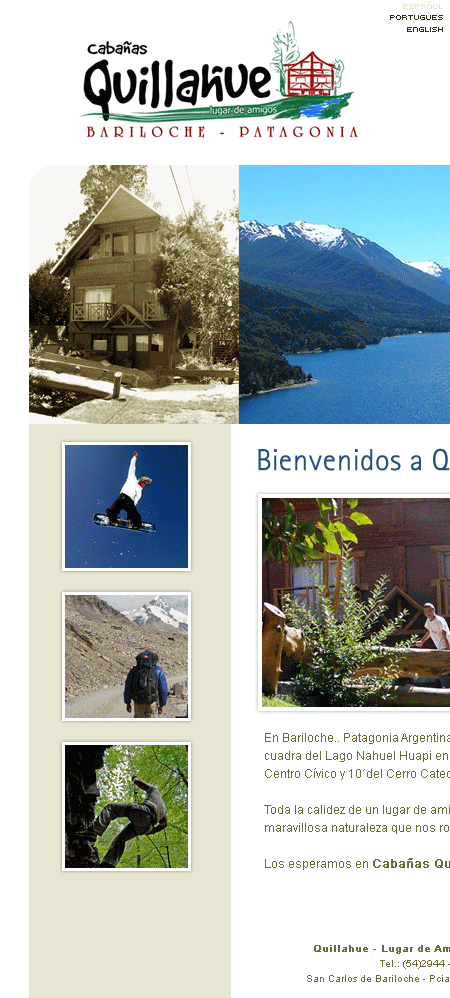 ESPAÑOL
PORTUGUES
ENGLISH
Cabañas
Quillahue
lugar de amigos
BARILOCHE - PATAGONIA
Bienvenidos a Q
En Bariloche.. Patagonia Argentina
cuadra del Lago Nahuel Huapi en
Centro Cívico y 10´del Cerro Cated
Toda la calidez de un lugar de ami
maravillosa naturaleza que nos ro
Los esperamos en Cabañas Qu
Quillahue - Lugar de Am
Tel.: (54)2944 -
San Carlos de Bariloche - Pcia